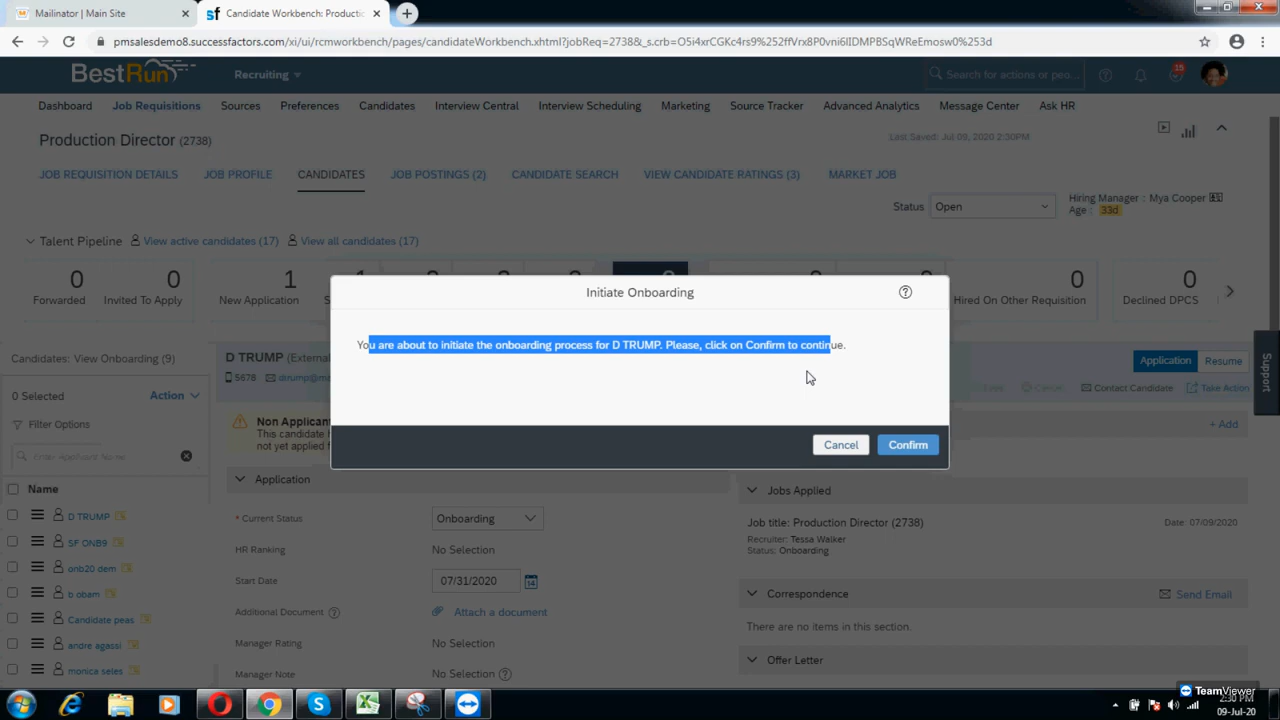 Mailinator | Main Site
Candidate Workbench: Producti
pmsalesdemo8.successfactors.com/xi/ui/rcmworkbench/pages/candidateWorkbench.xhtml?jobReq=2738&_s.crb=O5i4xrCGKc4rs9%252ffVrx8P0vni6lIDMPBSqWReEmosw0%253d
BestRun
Recruiting
Search for actions or peo...
15
Dashboard Job Requisitions Sources Preferences Candidates Interview Central Interview Scheduling Marketing Source Tracker Advanced Analytics Message Center Ask HR
Production Director (2738)
Last Saved: Jul 09, 2020 2:30PM
JOB REQUISITION DETAILS JOB PROFILE CANDIDATES JOB POSTINGS (2) CANDIDATE SEARCH VIEW CANDIDATE RATINGS (3) MARKET JOB
Status Open
Hiring Manager : Mya Cooper
Age : 33d
Talent Pipeline View active candidates (17) View all candidates (17)
0 0 1 0 0
Forwarded Invited To Apply New Application Hired On Other Requisition Declined DPCS
Initiate Onboarding
You are about to initiate the onboarding process for D TRUMP. Please, click on Confirm to continue.
Cancel Confirm
Support
Candidates: View Onboarding (9)
0 Selected Action
Filter Options
Enter Applicant Name
Name
D TRUMP
SF ONB9
onb20 dem
b obam
Candidate peas
andre agassi
monica seles
D TRUMP (External
5678
Application Resume
Contact Candidate Take Action
Non Applican
This candidate h
not yet applied f
+ Add
Application
* Current Status Onboarding
HR Ranking No Selection
Start Date 07/31/2020 14
Additional Document Attach a document
Manager Rating No Selection
Manager Note No Selection
Jobs Applied
Job title: Production Director (2738) Date: 07/09/2020
Recruiter: Tessa Walker
Status: Onboarding
Correspondence Send Email
There are no items in this section.
Offer Letter
TeamViewer
2:30 PM
09-Jul-20